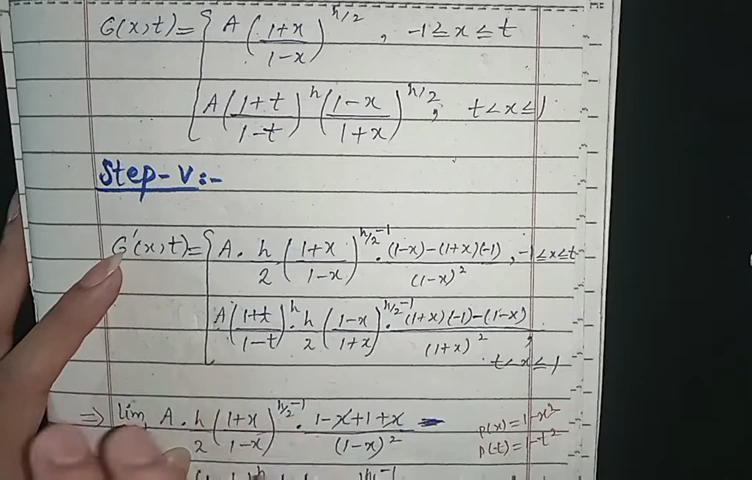 G(x,t)={ A((1+x)/(1-x))^(h/2), -1≥x≤t
A((1+t)/(1-t))^h ((1-x)/(1+x))^(h/2), t<x≤1
Step-V:-
G'(x,t)={ A·h/2 ((1+x)/(1-x))^(h/2-1) · ((1-x)-(1+x)(-1))/(1-x)², -1≤x≤t
A((1+t)/(1-t))^h · h/2 ((1-x)/(1+x))^(h/2-1) · ((1+x)(-1)-(1-x))/(1+x)², t<x≤1
⇒ lim A·h/2 ((1+x)/(1-x))^(h/2-1) · (1-x+1+x)/(1-x)²
p(x)=1-x²
p(t)=1-t²